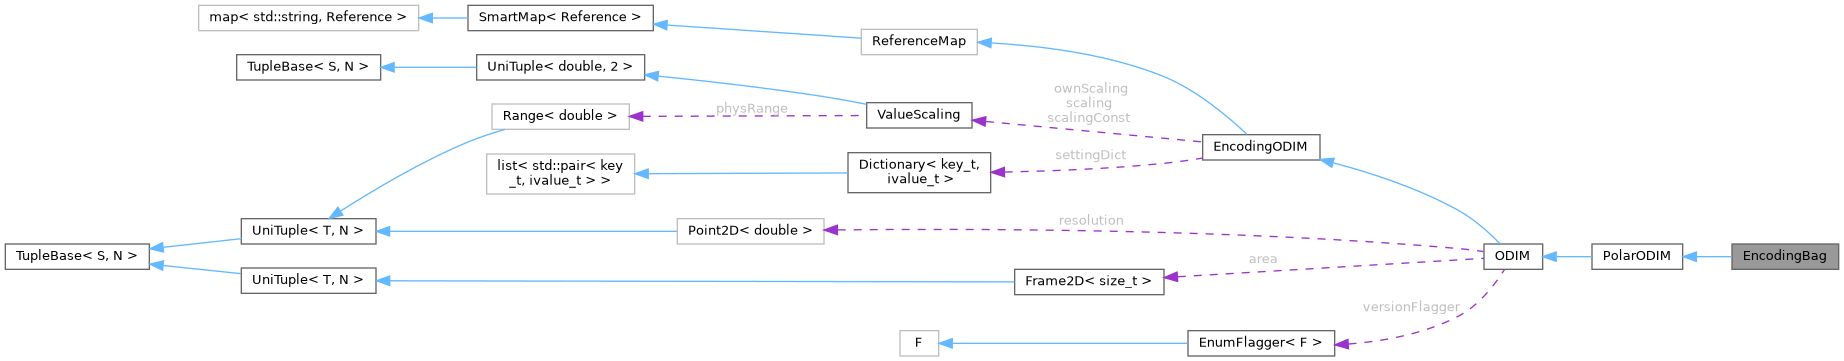 map< std::string, Reference >
SmartMap< Reference >
ReferenceMap
TupleBase< S, N >
UniTuple< double, 2 >
ownScaling
scaling
scalingConst
physRange
Range< double >
ValueScaling
EncodingODIM
list< std::pair< key
_t, ivalue_t > >
Dictionary< key_t,
ivalue_t >
settingDict
UniTuple< T, N >
Point2D< double >
resolution
TupleBase< S, N >
UniTuple< T, N >
Frame2D< size_t >
area
ODIM
PolarODIM
EncodingBag
versionFlagger
F
EnumFlagger< F >